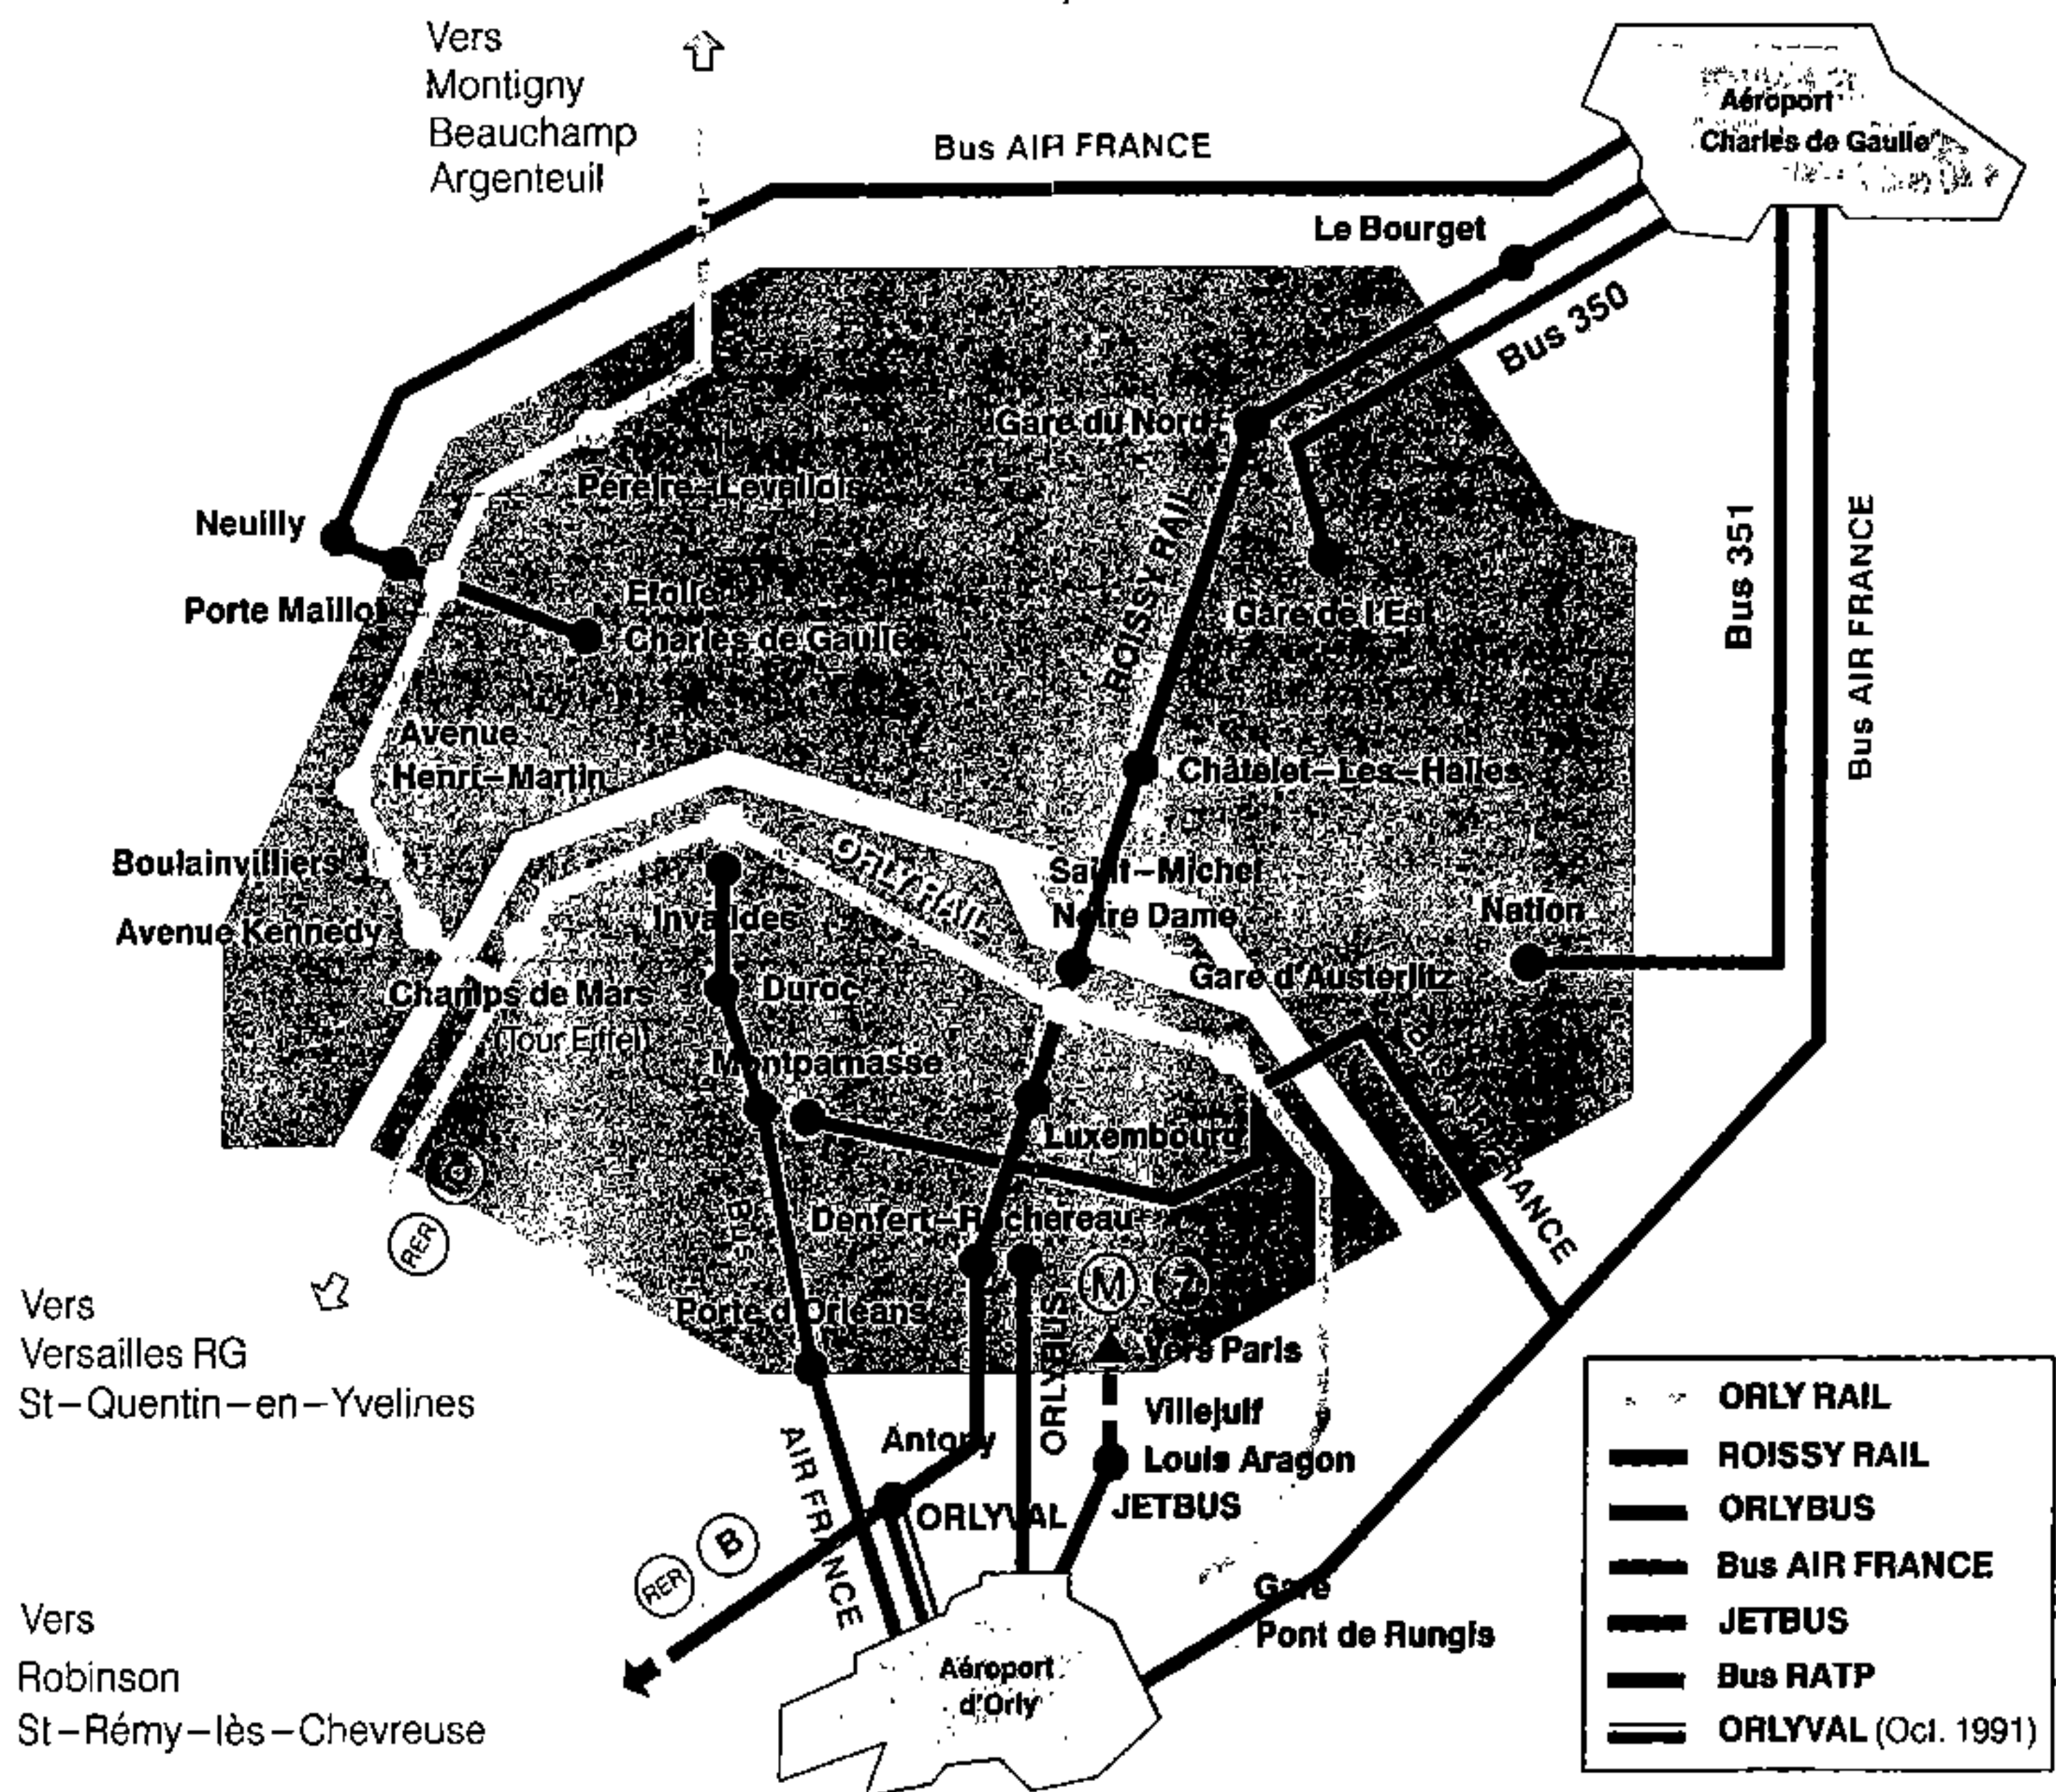 Vers
Montigny
Beauchamp
Argenteuil
Bus AIR FRANCE
Aéroport
Charles de Gaulle
Le Bourget
Bus 350
Gare du Nord
Péreire-Levallois
Neuilly
Porte Maillot
Etoile
Charles de Gaulle
ROISSY RAIL
Gare de l'Est
Bus 351
Bus AIR FRANCE
Avenue
Henri-Martin
Châtelet-Les-Halles
Boulainvilliers
Avenue Kennedy
ORLY RAIL
Saint-Michel
Notre Dame
Invalides
Nation
Champs de Mars
(Tour Eiffel)
Duroc
Gare d'Austerlitz
Montparnasse
Luxembourg
RER
C
Bus
AIR FRANCE
Denfert-Rochereau
M 7
Porte d'Orléans
ORLYBUS
Vers Paris
Villejuif
Louis Aragon
JETBUS
Vers
Versailles RG
St-Quentin-en-Yvelines
Antony
ORLYVAL
RER B
Gare
Pont de Rungis
Vers
Robinson
St-Rémy-lès-Chevreuse
Aéroport
d'Orly
ORLY RAIL
ROISSY RAIL
ORLYBUS
Bus AIR FRANCE
JETBUS
Bus RATP
ORLYVAL (Oct. 1991)